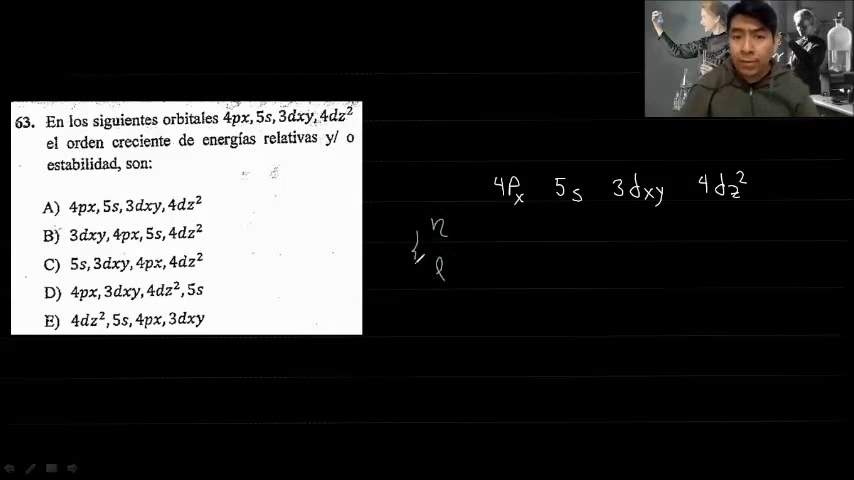 63. En los siguientes orbitales 4px, 5s, 3dxy, 4dz²
el orden creciente de energías relativas y/ o
estabilidad, son:
A) 4px, 5s, 3dxy, 4dz²
B) 3dxy, 4px, 5s, 4dz²
C) 5s, 3dxy, 4px, 4dz²
D) 4px, 3dxy, 4dz², 5s
E) 4dz², 5s, 4px, 3dxy
4Px 5s 3dxy 4dz²
n
l